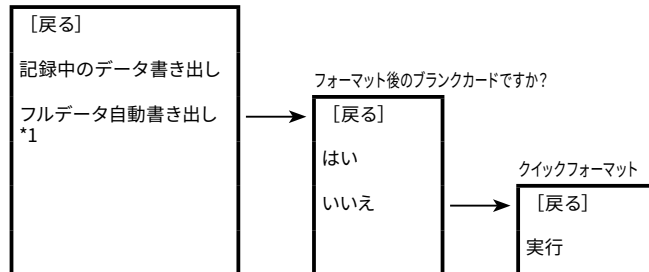 ［戻る］
記録中のデータ書き出し
フルデータ自動書き出し
*1
フォーマット後のブランクカードですか?
［戻る］
はい
いいえ
クイックフォーマット
［戻る］
実行